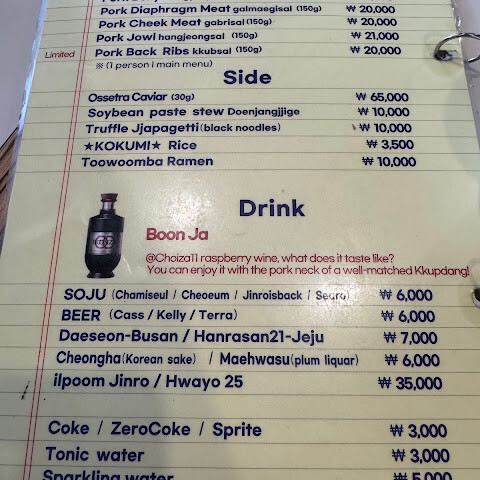 Pork Diaphragm Meat galmaegisal (150g) ₩ 20,000
Pork Cheek Meat gabrisal (150g) ₩ 20,000
Pork Jowl hangjeongsal (150g) ₩ 21,000
Limited Pork Back Ribs kkubsal (150g) ₩ 20,000
※ (1 person 1 main menu)
Side
Ossetra Caviar (30g) ₩ 65,000
Soybean paste stew Doenjangjjige ₩ 10,000
Truffle Jjapagetti (black noodles) ₩ 10,000
★KOKUMI★ Rice ₩ 3,500
Toowoomba Ramen ₩ 10,000
Drink
Boon Ja
@Choiza11 raspberry wine, what does it taste like?
You can enjoy it with the pork neck of a well-matched Kkupdang!
SOJU (Chamiseul / Cheoeum / Jinroisback / Searo) ₩ 6,000
BEER (Cass / Kelly / Terra) ₩ 6,000
Daeseon-Busan / Hanrasan21-Jeju ₩ 7,000
Cheongha (Korean sake) / Maehwasu (plum liquar) ₩ 6,000
ilpoom Jinro / Hwayo 25 ₩ 35,000
Coke / ZeroCoke / Sprite ₩ 3,000
Tonic water ₩ 3,000
Sparkling water ₩ 5,000